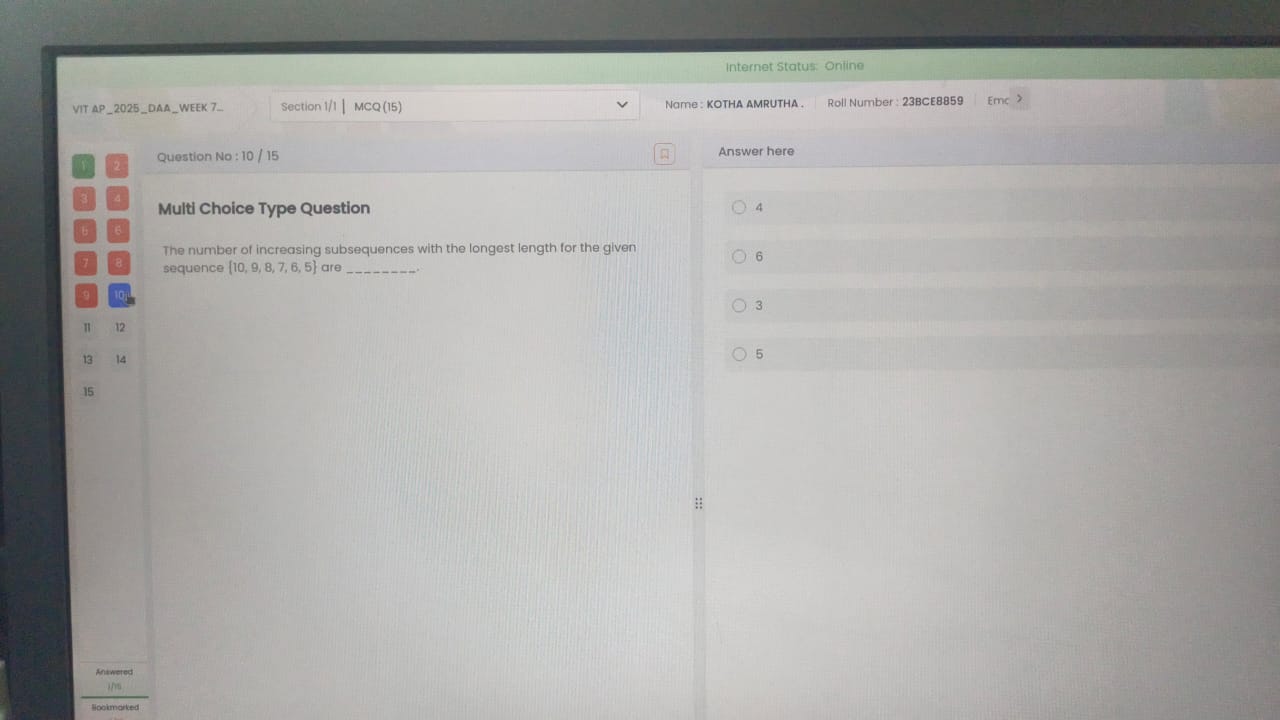 Internet Status: Online
VIT AP_2025_DAA_WEEK 7...
Section 1/1 | MCQ (15)
Name : KOTHA AMRUTHA .
Roll Number : 23BCE8859
Emc
Question No : 10 / 15
Answer here
1 2
3 4
5 6
7 8
9 10
11 12
13 14
15
Multi Choice Type Question
The number of increasing subsequences with the longest length for the given
sequence {10, 9, 8, 7, 6, 5} are ________.
4
6
3
5
Answered
1/15
Bookmarked